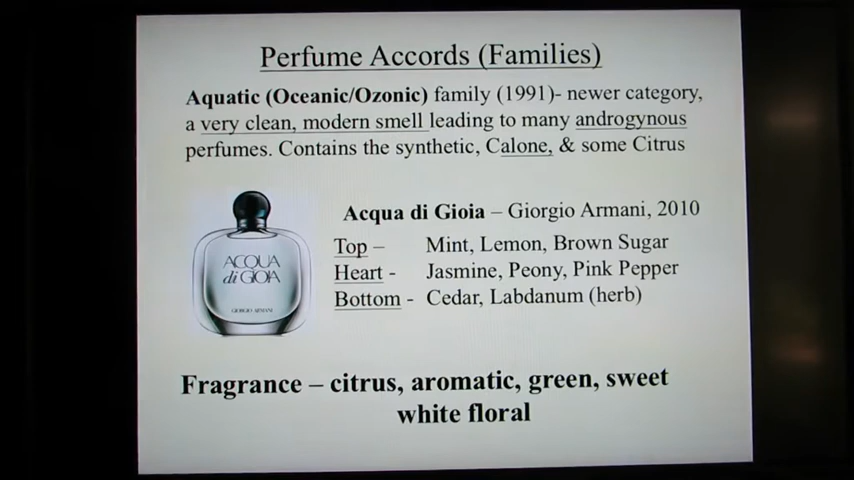 Perfume Accords (Families)
Aquatic (Oceanic/Ozonic) family (1991)- newer category,
a very clean, modern smell leading to many androgynous
perfumes. Contains the synthetic, Calone, & some Citrus
Acqua di Gioia – Giorgio Armani, 2010
Top – Mint, Lemon, Brown Sugar
Heart - Jasmine, Peony, Pink Pepper
Bottom - Cedar, Labdanum (herb)
ACQUA
di GIOIA
GIORGIO ARMANI
Fragrance – citrus, aromatic, green, sweet
white floral